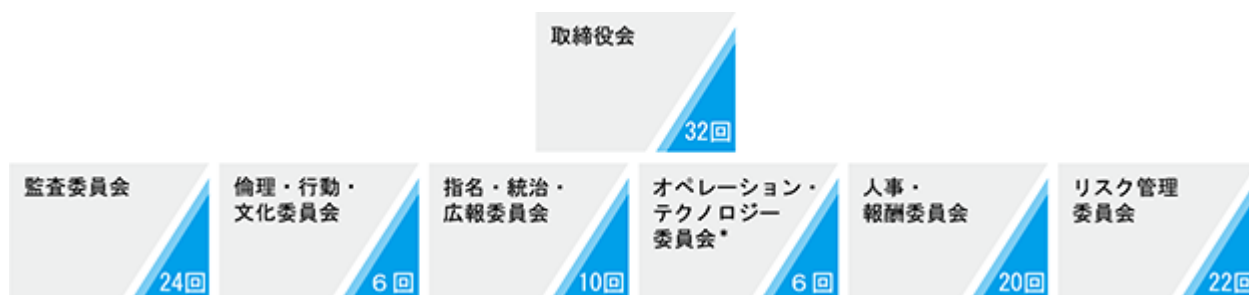 取締役会
32回
監査委員会
24回
倫理・行動・
文化委員会
6回
指名・統治・
広報委員会
10回
オペレーション・
テクノロジー
委員会*
6回
人事・
報酬委員会
20回
リスク管理
委員会
22回